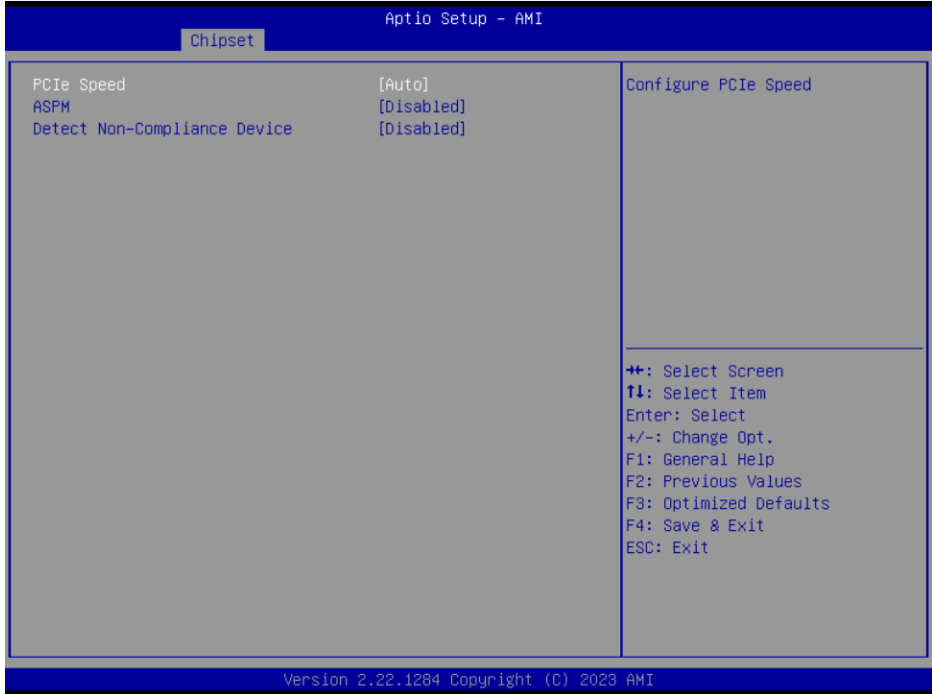 Aptio Setup – AMI
Chipset
PCIe Speed [Auto]
ASPM [Disabled]
Detect Non-Compliance Device [Disabled]
Configure PCIe Speed
→←: Select Screen
↑↓: Select Item
Enter: Select
+/-: Change Opt.
F1: General Help
F2: Previous Values
F3: Optimized Defaults
F4: Save & Exit
ESC: Exit
Version 2.22.1284 Copyright (C) 2023 AMI